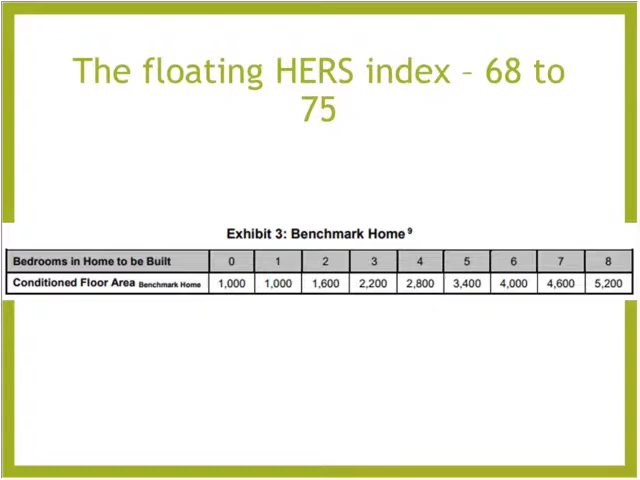 The floating HERS index – 68 to
75
Exhibit 3: Benchmark Home 9
Bedrooms in Home to be Built 0 1 2 3 4 5 6 7 8
Conditioned Floor Area Benchmark Home 1,000 1,000 1,600 2,200 2,800 3,400 4,000 4,600 5,200